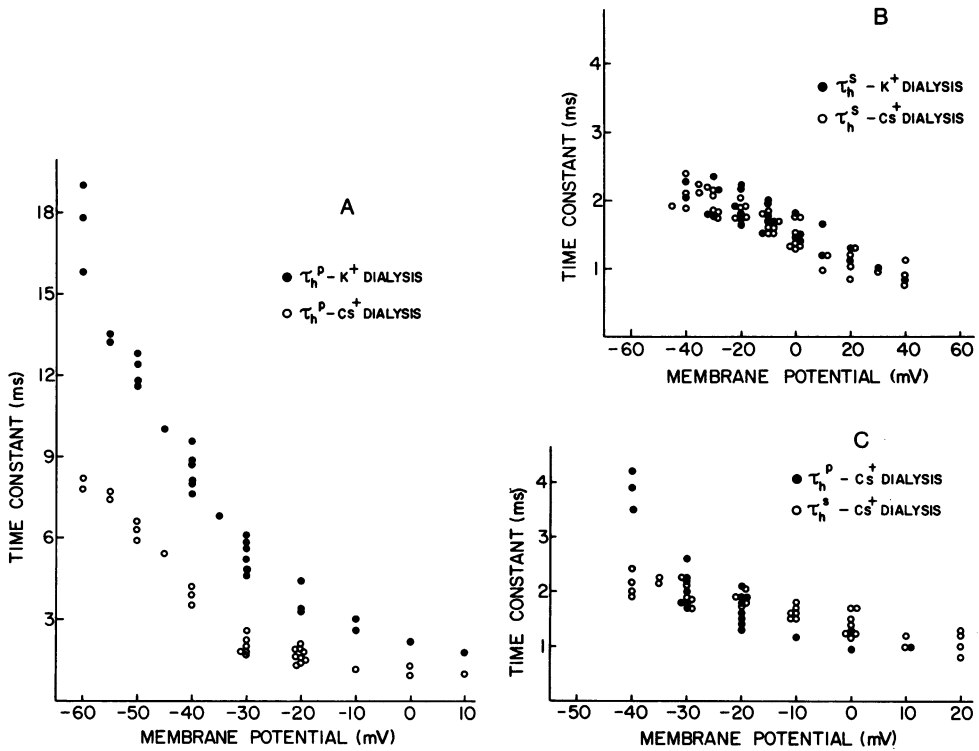 A
● τₕᵖ – K⁺ DIALYSIS
○ τₕᵖ – Cs⁺ DIALYSIS
TIME CONSTANT (ms)
18
15
12
9
6
3
-60 -50 -40 -30 -20 -10 0 10
MEMBRANE POTENTIAL (mV)
B
● τₕˢ – K⁺ DIALYSIS
○ τₕˢ – Cs⁺ DIALYSIS
TIME CONSTANT (ms)
4
3
2
1
-60 -40 -20 0 20 40 60
MEMBRANE POTENTIAL (mV)
C
● τₕᵖ – Cs⁺ DIALYSIS
○ τₕˢ – Cs⁺ DIALYSIS
TIME CONSTANT (ms)
4
3
2
1
-50 -40 -30 -20 -10 0 10 20
MEMBRANE POTENTIAL (mV)